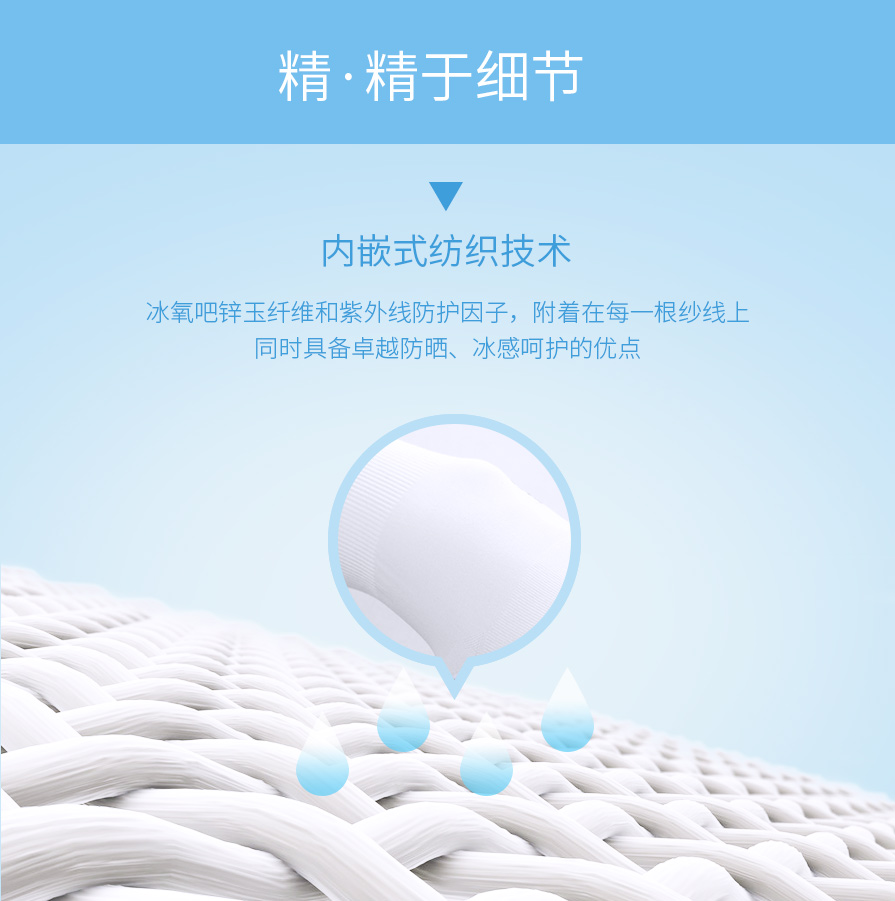 精·精于细节
内嵌式纺织技术
冰氧吧锌玉纤维和紫外线防护因子，附着在每一根纱线上
同时具备卓越防晒、冰感呵护的优点